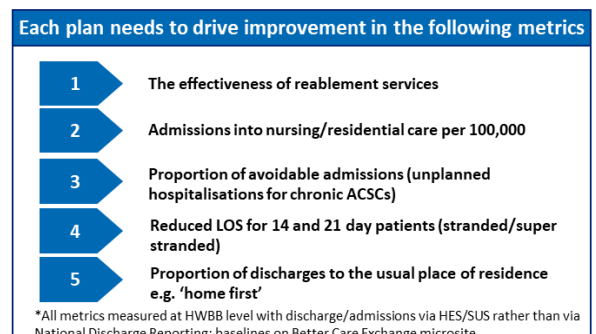 Each plan needs to drive improvement in the following metrics
1
The effectiveness of reablement services
2
Admissions into nursing/residential care per 100,000
3
Proportion of avoidable admissions (unplanned
hospitalisations for chronic ACSCs)
4
Reduced LOS for 14 and 21 day patients (stranded/super
stranded)
5
Proportion of discharges to the usual place of residence
e.g. ‘home first’
*All metrics measured at HWBB level with discharge/admissions via HES/SUS rather than via
National Discharge Reporting; baselines on Better Care Exchange microsite